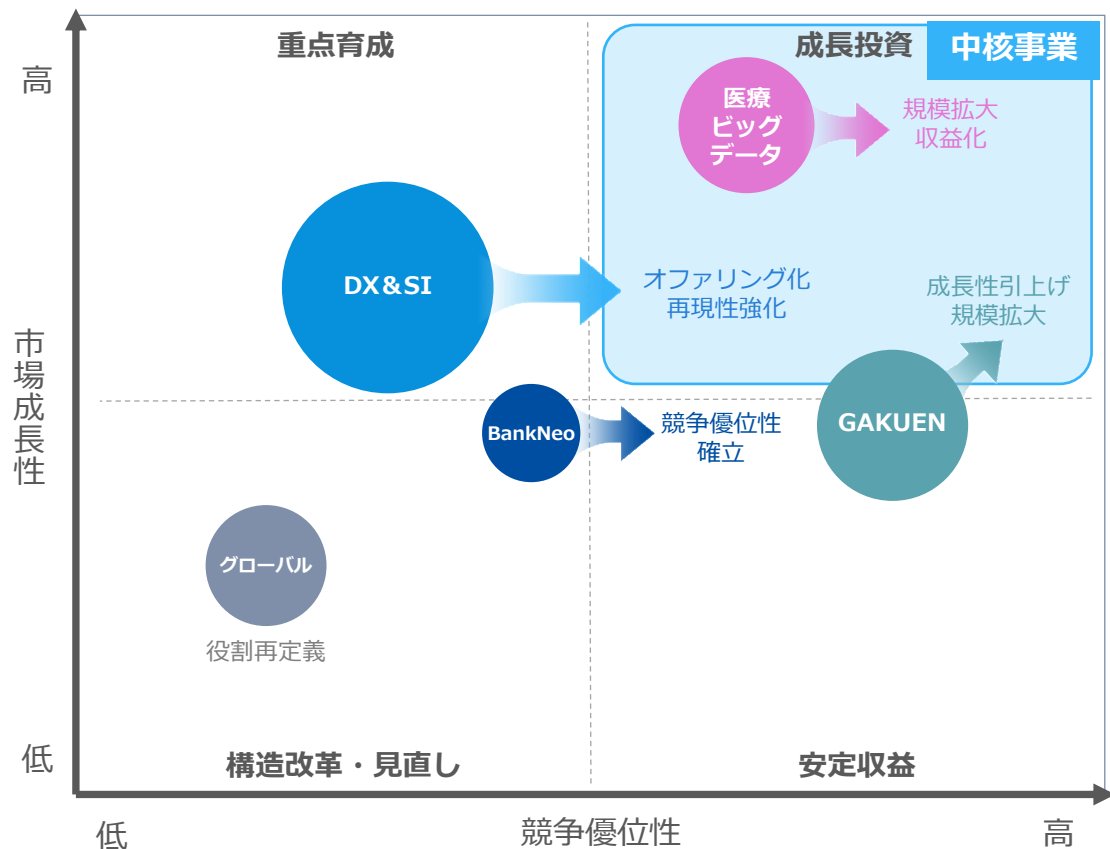 重点育成
成長投資
中核事業
高
医療
ビッグ
データ
規模拡大
収益化
DX&SI
オファリング化
再現性強化
成長性引上げ
規模拡大
市場成長性
BankNeo
競争優位性
確立
GAKUEN
グローバル
役割再定義
低
構造改革・見直し
安定収益
低
競争優位性
高